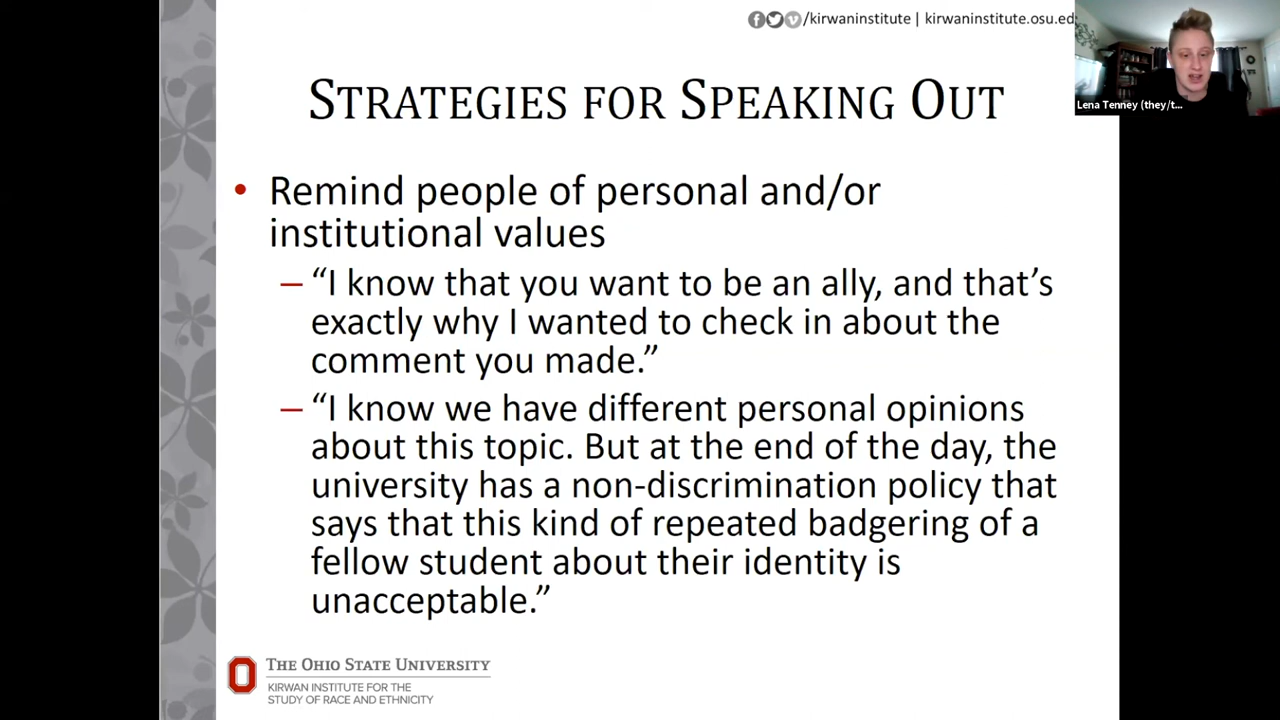 /kirwaninstitute | kirwaninstitute.osu.ed
Lena Tenney (they/t...
STRATEGIES FOR SPEAKING OUT
• Remind people of personal and/or
institutional values
– “I know that you want to be an ally, and that’s
exactly why I wanted to check in about the
comment you made.”
– “I know we have different personal opinions
about this topic. But at the end of the day, the
university has a non-discrimination policy that
says that this kind of repeated badgering of a
fellow student about their identity is
unacceptable.”
THE OHIO STATE UNIVERSITY
KIRWAN INSTITUTE FOR THE
STUDY OF RACE AND ETHNICITY